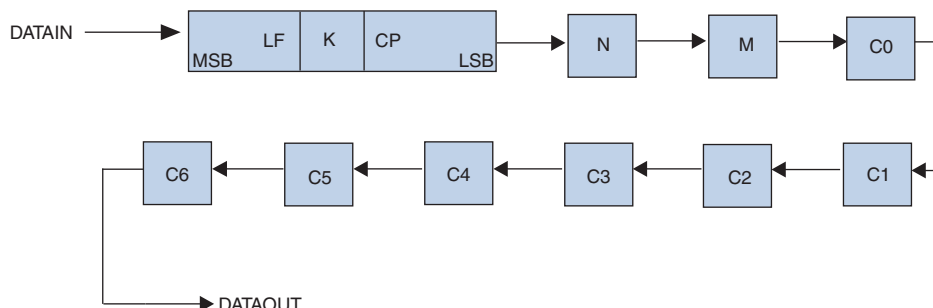 DATAIN
LF K CP
MSB LSB
N
M
C0
C6
C5
C4
C3
C2
C1
DATAOUT